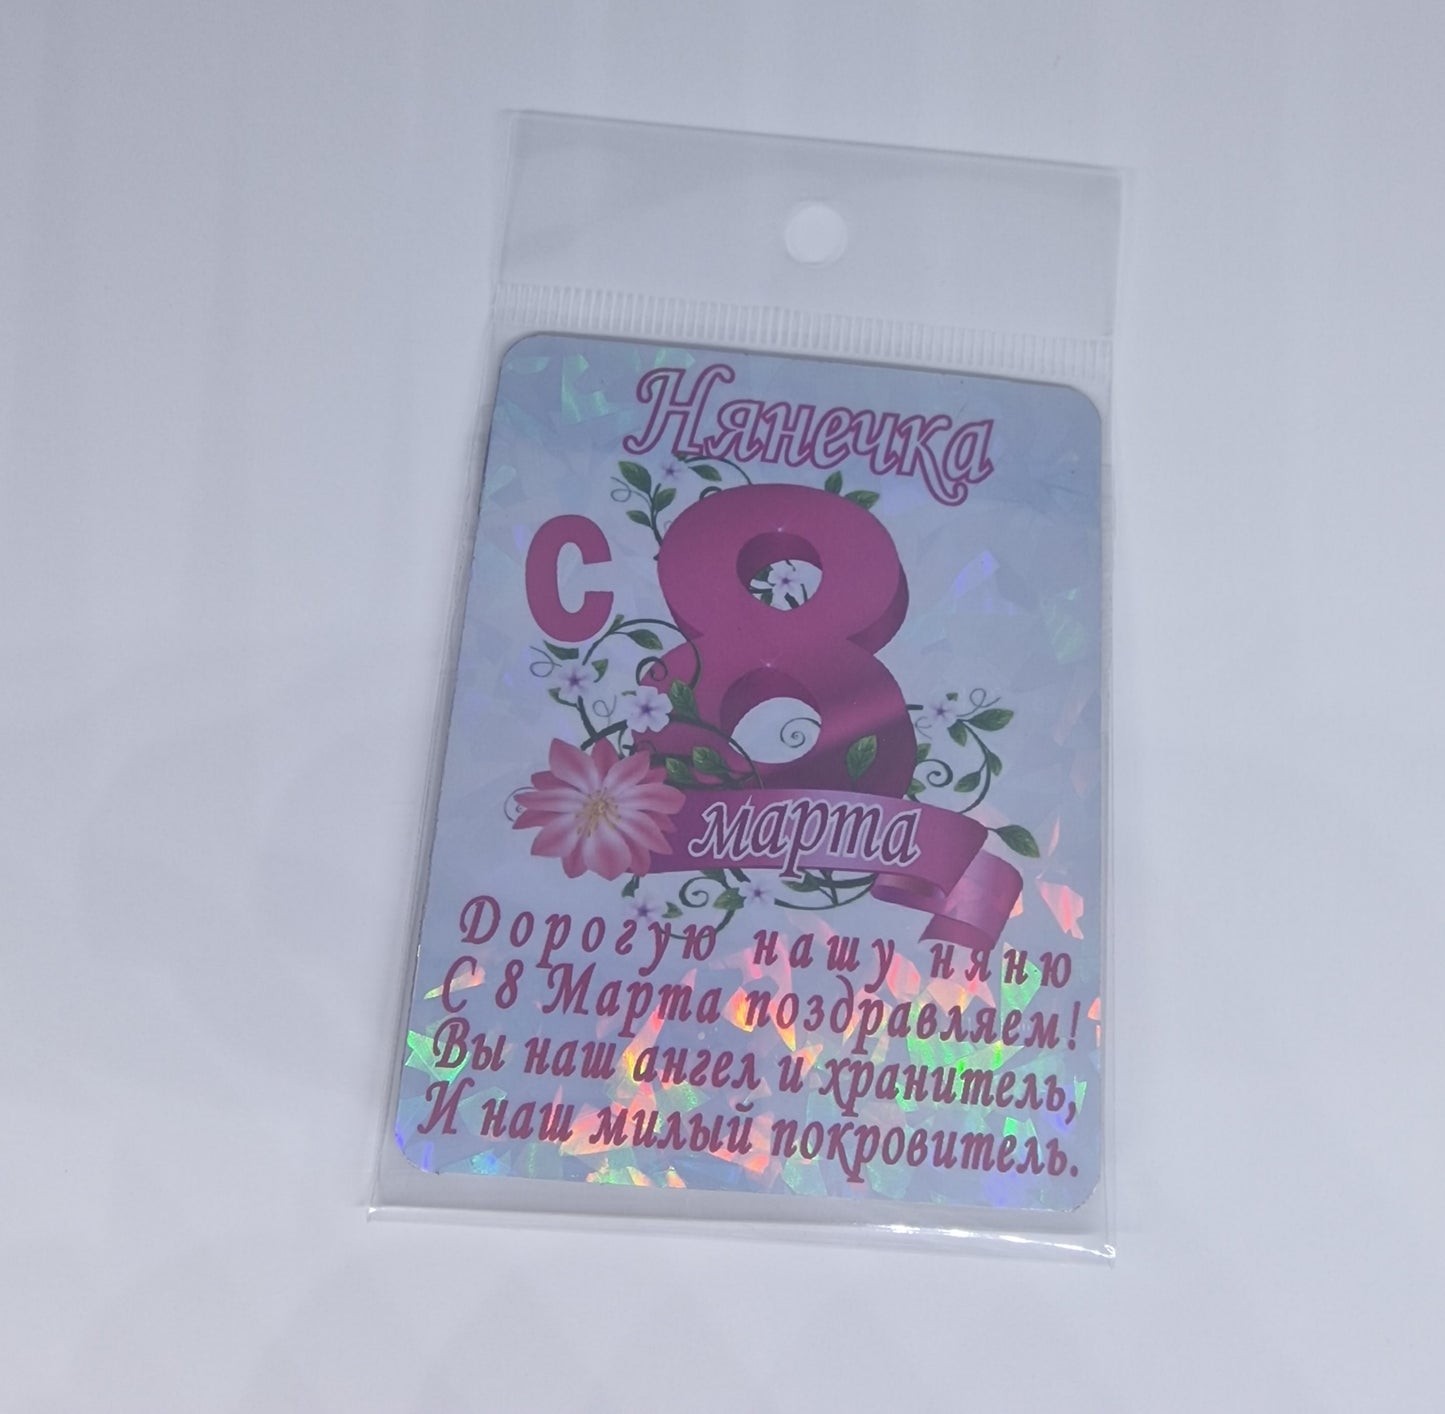 Нянечка
С 8
марта
Дорогую нашу няню
С 8 Марта поздравляем!
Вы наш ангел и хранитель,
И наш милый покровитель.